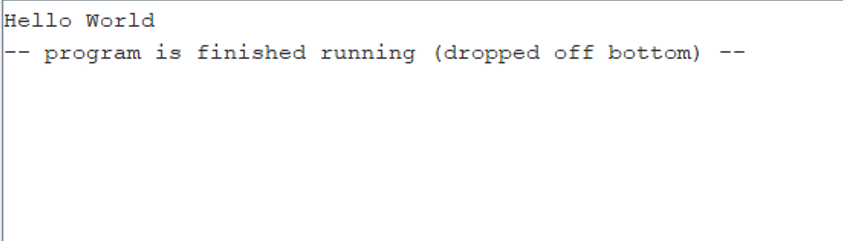 Hello World
-- program is finished running (dropped off bottom) --